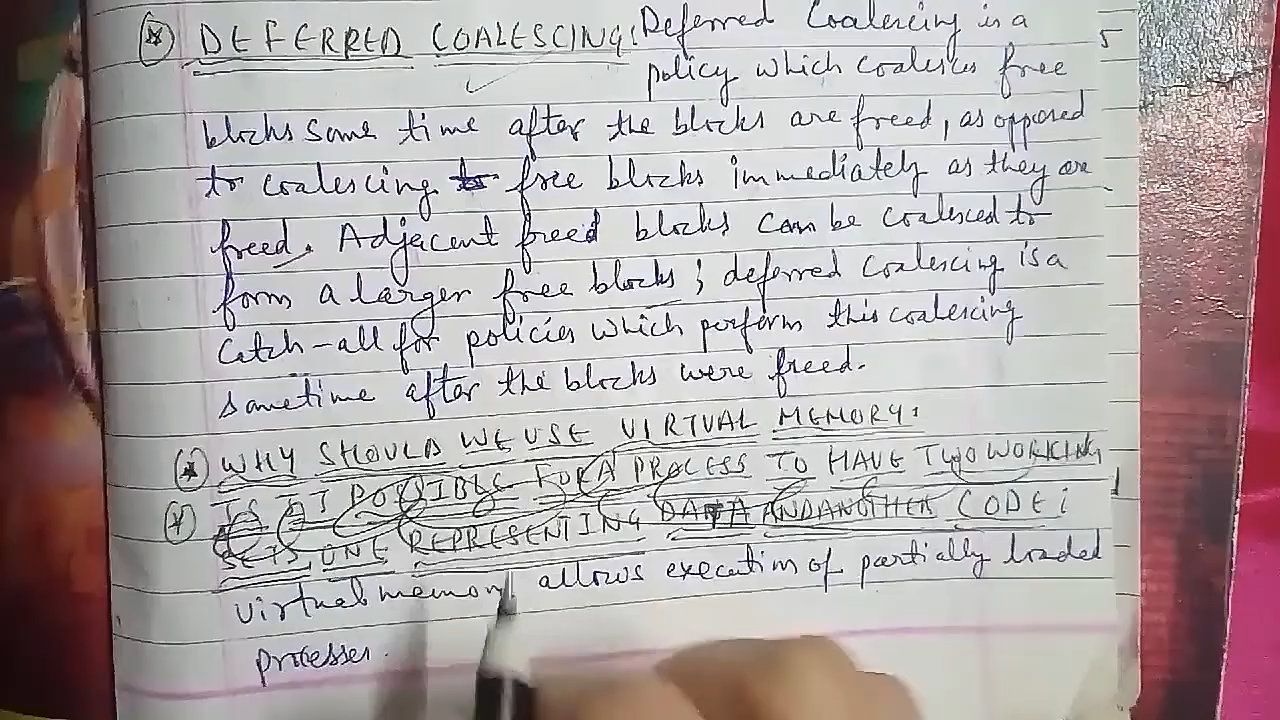 DEFERRED COALESCING: Deferred Coalescing is a
5
policy which coalesces free
blocks some time after the blocks are freed, as opposed
to coalescing to free blocks immediately as they are
freed. Adjacent freed blocks can be coalesced to
form a larger free blocks; deferred coalescing is a
Catch-all for policies which perform this coalescing
sometime after the blocks were freed.
WHY SHOULD WE USE VIRTUAL MEMORY:
IS IT POSSIBLE FOR A PROCESS TO HAVE TWO WORKING
SETS, ONE REPRESENTING DATA AND ANOTHER CODE:
Virtual memory allows execution of partially loaded
processes.